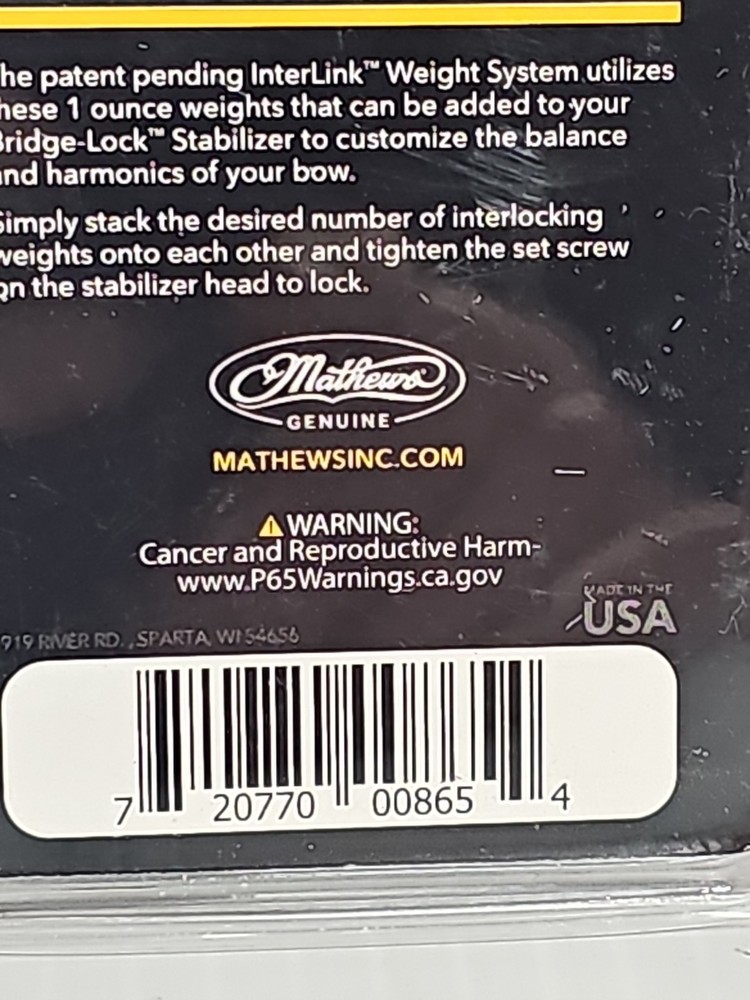 he patent pending InterLink™ Weight System utilizes
hese 1 ounce weights that can be added to your
Bridge-Lock™ Stabilizer to customize the balance
nd harmonics of your bow.
Simply stack the desired number of interlocking
weights onto each other and tighten the set screw
on the stabilizer head to lock.
Mathews
GENUINE
MATHEWSINC.COM
⚠ WARNING:
Cancer and Reproductive Harm-
www.P65Warnings.ca.gov
MADE IN THE
USA
919 RIVER RD., SPARTA, WI 54656
7 20770 00865 4